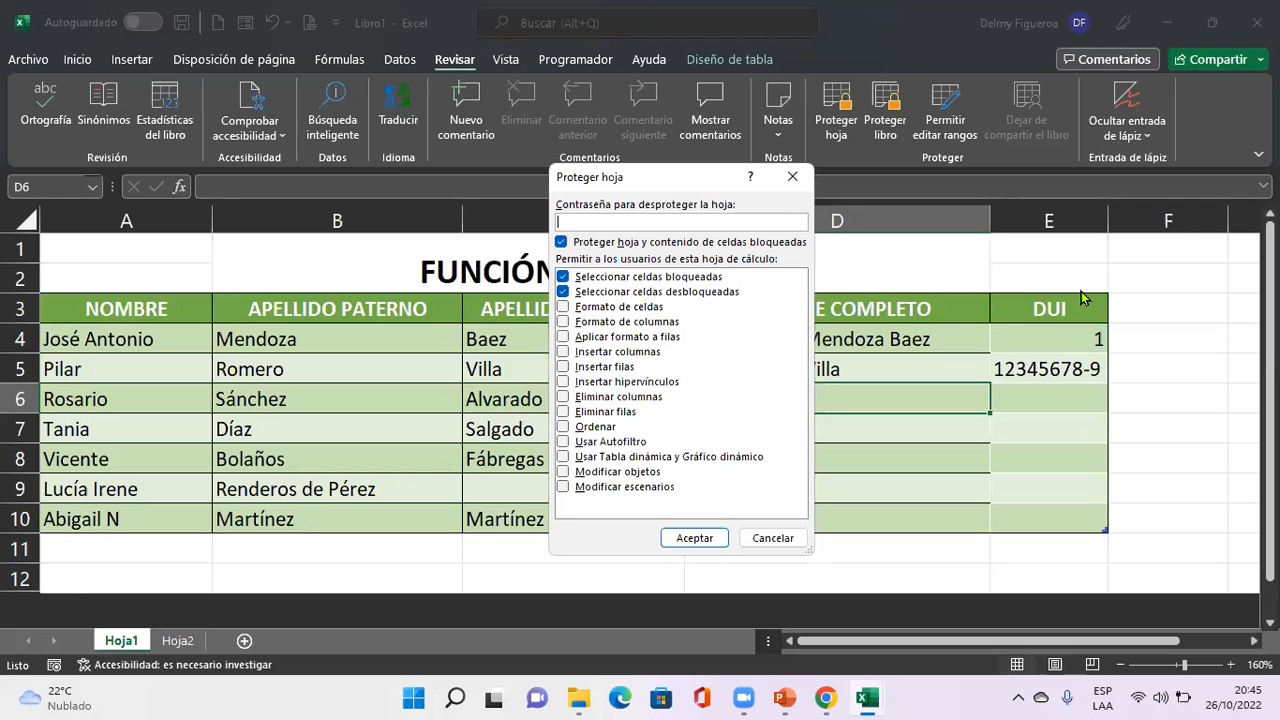 Autoguardado Libro1 - Excel Buscar (Alt+Q) Delmy Figueroa DF
Archivo Inicio Insertar Disposición de página Fórmulas Datos Revisar Vista Programador Ayuda Diseño de tabla Comentarios Compartir
abc
123
Ortografía Sinónimos Estadísticas del libro
Comprobar accesibilidad
Búsqueda inteligente
Traducir
Nuevo comentario Eliminar Comentario anterior Comentario siguiente Mostrar comentarios
Notas
Proteger hoja Proteger libro Permitir editar rangos Dejar de compartir el libro
Ocultar entrada de lápiz
Revisión Accesibilidad Datos Idioma Comentarios Notas Proteger Entrada de lápiz
D6 fx
A B D E F
1
2 FUNCIÓN
3 NOMBRE APELLIDO PATERNO APELLID E COMPLETO DUI
4 José Antonio Mendoza Baez Mendoza Baez 1
5 Pilar Romero Villa illa 12345678-9
6 Rosario Sánchez Alvarado
7 Tania Díaz Salgado
8 Vicente Bolaños Fábregas
9 Lucía Irene Renderos de Pérez
10 Abigail N Martínez Martínez
11
12
Proteger hoja ?
Contraseña para desproteger la hoja:
Proteger hoja y contenido de celdas bloqueadas
Permitir a los usuarios de esta hoja de cálculo:
Seleccionar celdas bloqueadas
Seleccionar celdas desbloqueadas
Formato de celdas
Formato de columnas
Aplicar formato a filas
Insertar columnas
Insertar filas
Insertar hipervínculos
Eliminar columnas
Eliminar filas
Ordenar
Usar Autofiltro
Usar Tabla dinámica y Gráfico dinámico
Modificar objetos
Modificar escenarios
Aceptar Cancelar
Hoja1 Hoja2
Listo Accesibilidad: es necesario investigar 160%
22°C
Nublado
ESP
LAA
20:45
26/10/2022